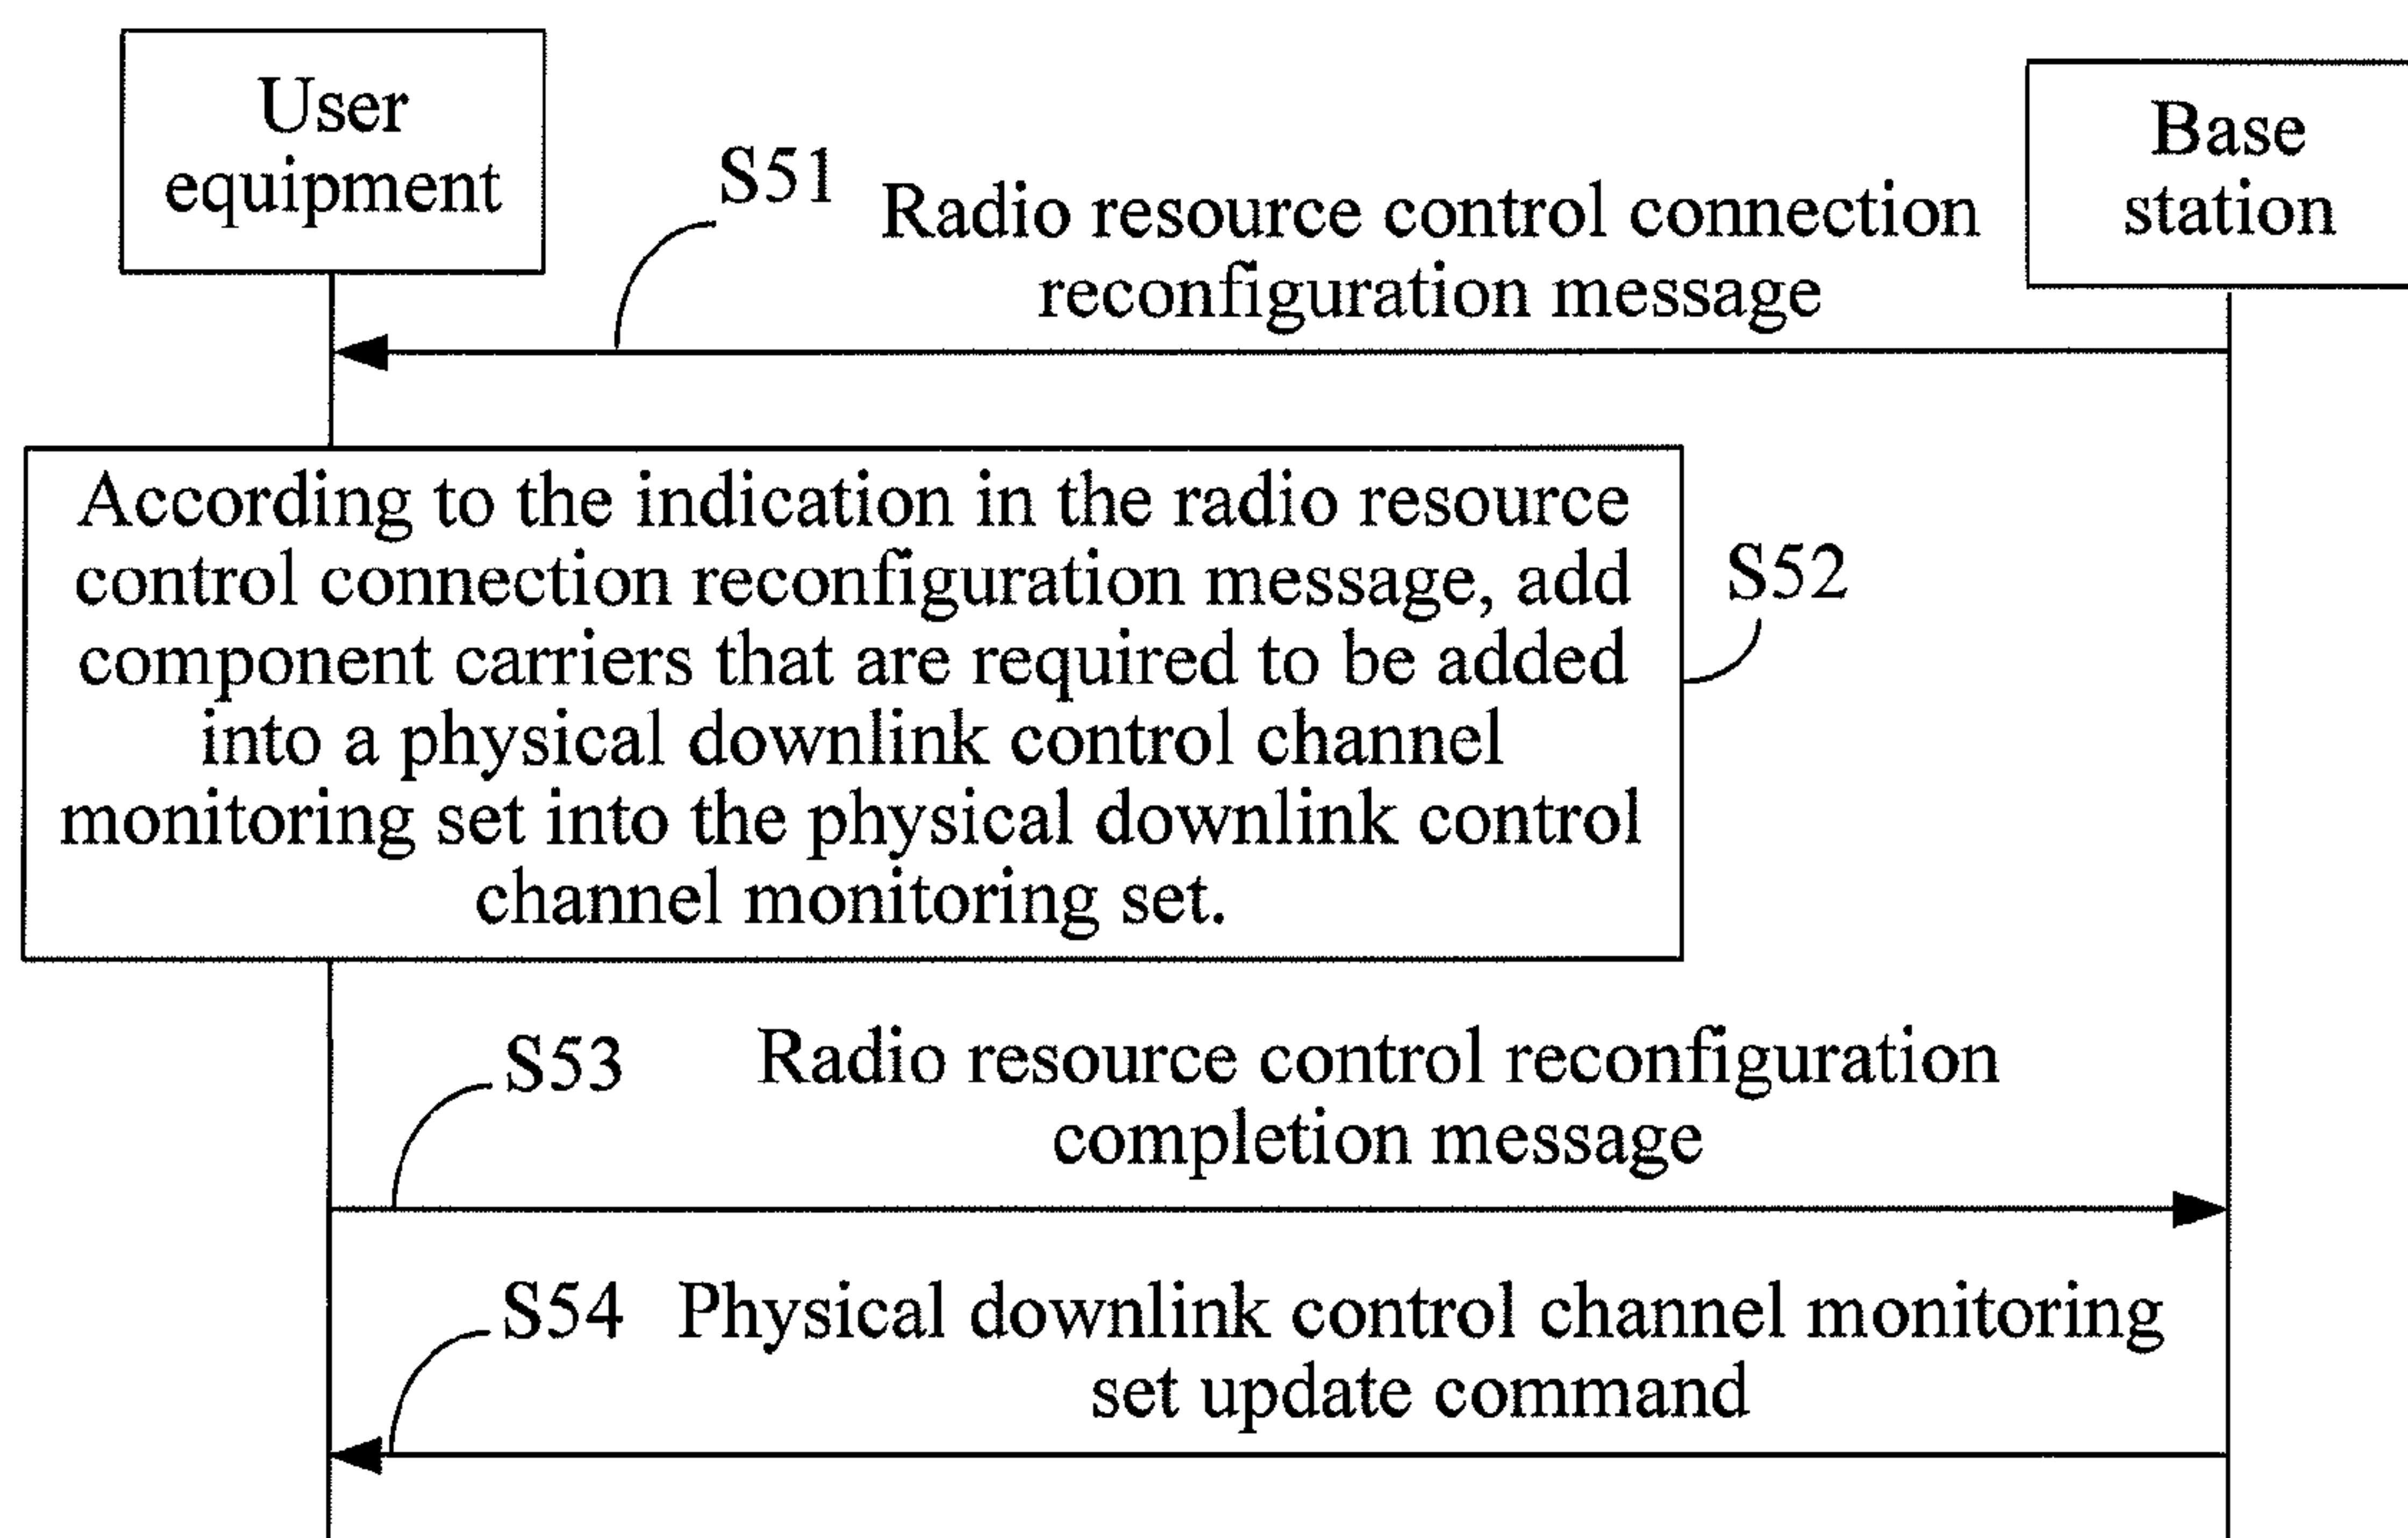 User
equipment
Base
station
S51
Radio resource control connection
reconfiguration message
According to the indication in the radio resource
control connection reconfiguration message, add
component carriers that are required to be added
into a physical downlink control channel
monitoring set into the physical downlink control
channel monitoring set.
S52
S53
Radio resource control reconfiguration
completion message
S54
Physical downlink control channel monitoring
set update command